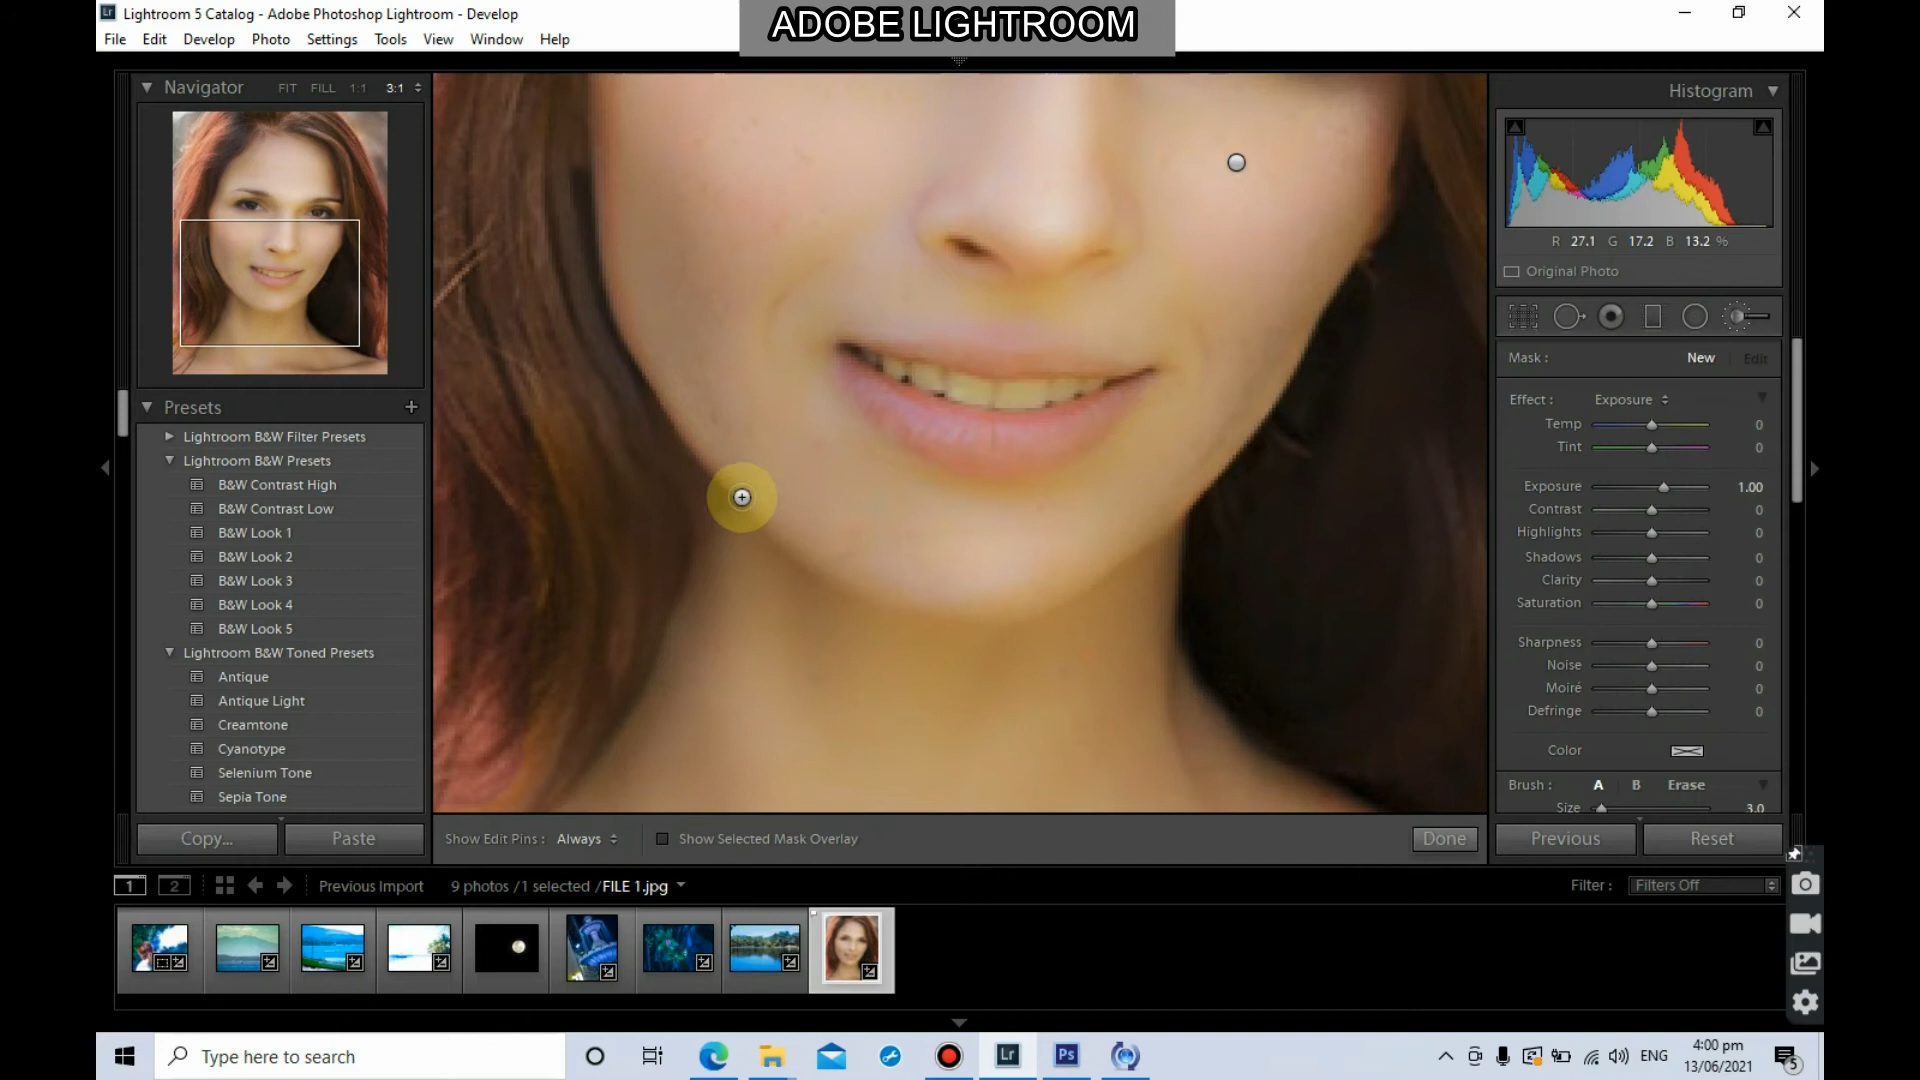 Lightroom 5 Catalog - Adobe Photoshop Lightroom - Develop
ADOBE LIGHTROOM
File Edit Develop Photo Settings Tools View Window Help
Navigator FIT FILL 1:1 3:1
Histogram
R 27.1 G 17.2 B 13.2 %
Original Photo
Mask : New Edit
Effect : Exposure
Temp 0
Tint 0
Exposure 1.00
Contrast 0
Highlights 0
Shadows 0
Clarity 0
Saturation 0
Sharpness 0
Noise 0
Moiré 0
Defringe 0
Color
Brush : A B Erase
Size 3.0
Presets +
Lightroom B&W Filter Presets
Lightroom B&W Presets
B&W Contrast High
B&W Contrast Low
B&W Look 1
B&W Look 2
B&W Look 3
B&W Look 4
B&W Look 5
Lightroom B&W Toned Presets
Antique
Antique Light
Creamtone
Cyanotype
Selenium Tone
Sepia Tone
Copy... Paste
Show Edit Pins : Always Show Selected Mask Overlay Done
Previous Reset
1 2 Previous Import 9 photos /1 selected /FILE 1.jpg
Filter : Filters Off
Type here to search
Lr Ps
ENG
4:00 pm
13/06/2021
5